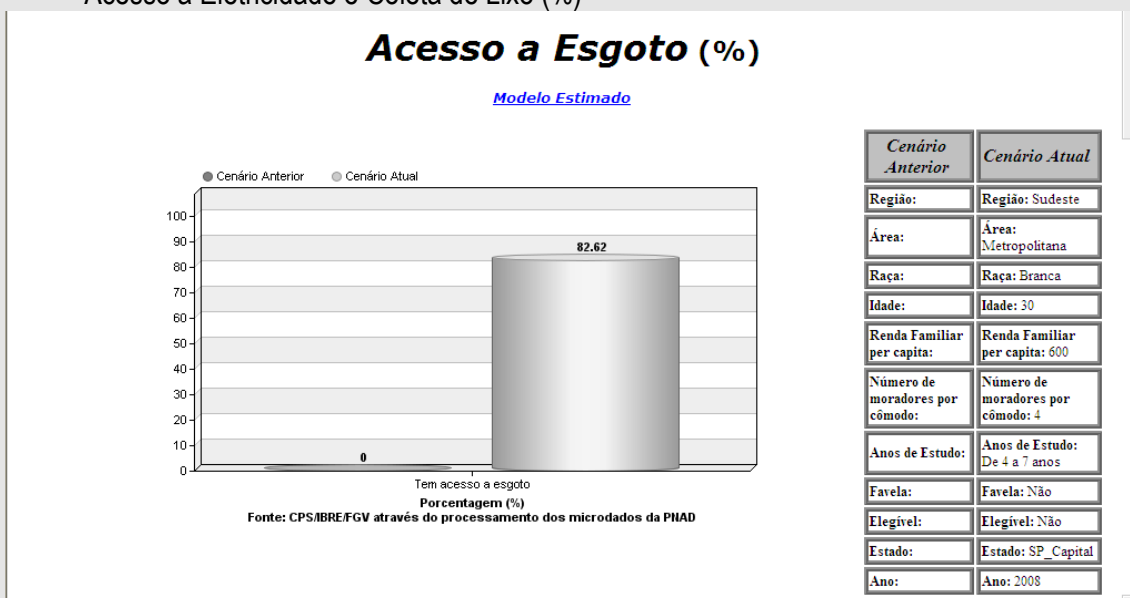 Acesso a Eletricidade e Coleta de Lixo (%)
Acesso a Esgoto (%)
Modelo Estimado
Cenário Anterior
Cenário Atual
100
90
80
70
60
50
40
30
20
10
0
82.62
0
Tem acesso a esgoto
Porcentagem (%)
Fonte: CPS/IBRE/FGV através do processamento dos microdados da PNAD
Cenário
Anterior
Cenário Atual
Região:
Região: Sudeste
Área:
Área:
Metropolitana
Raça:
Raça: Branca
Idade:
Idade: 30
Renda Familiar
per capita:
Renda Familiar
per capita: 600
Número de
moradores por
cômodo:
Número de
moradores por
cômodo: 4
Anos de Estudo:
Anos de Estudo:
De 4 a 7 anos
Favela:
Favela: Não
Elegível:
Elegível: Não
Estado:
Estado: SP_Capital
Ano:
Ano: 2008